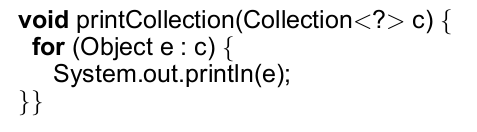 void printCollection(Collection<?> c) {
for (Object e : c) {
System.out.println(e);
}}